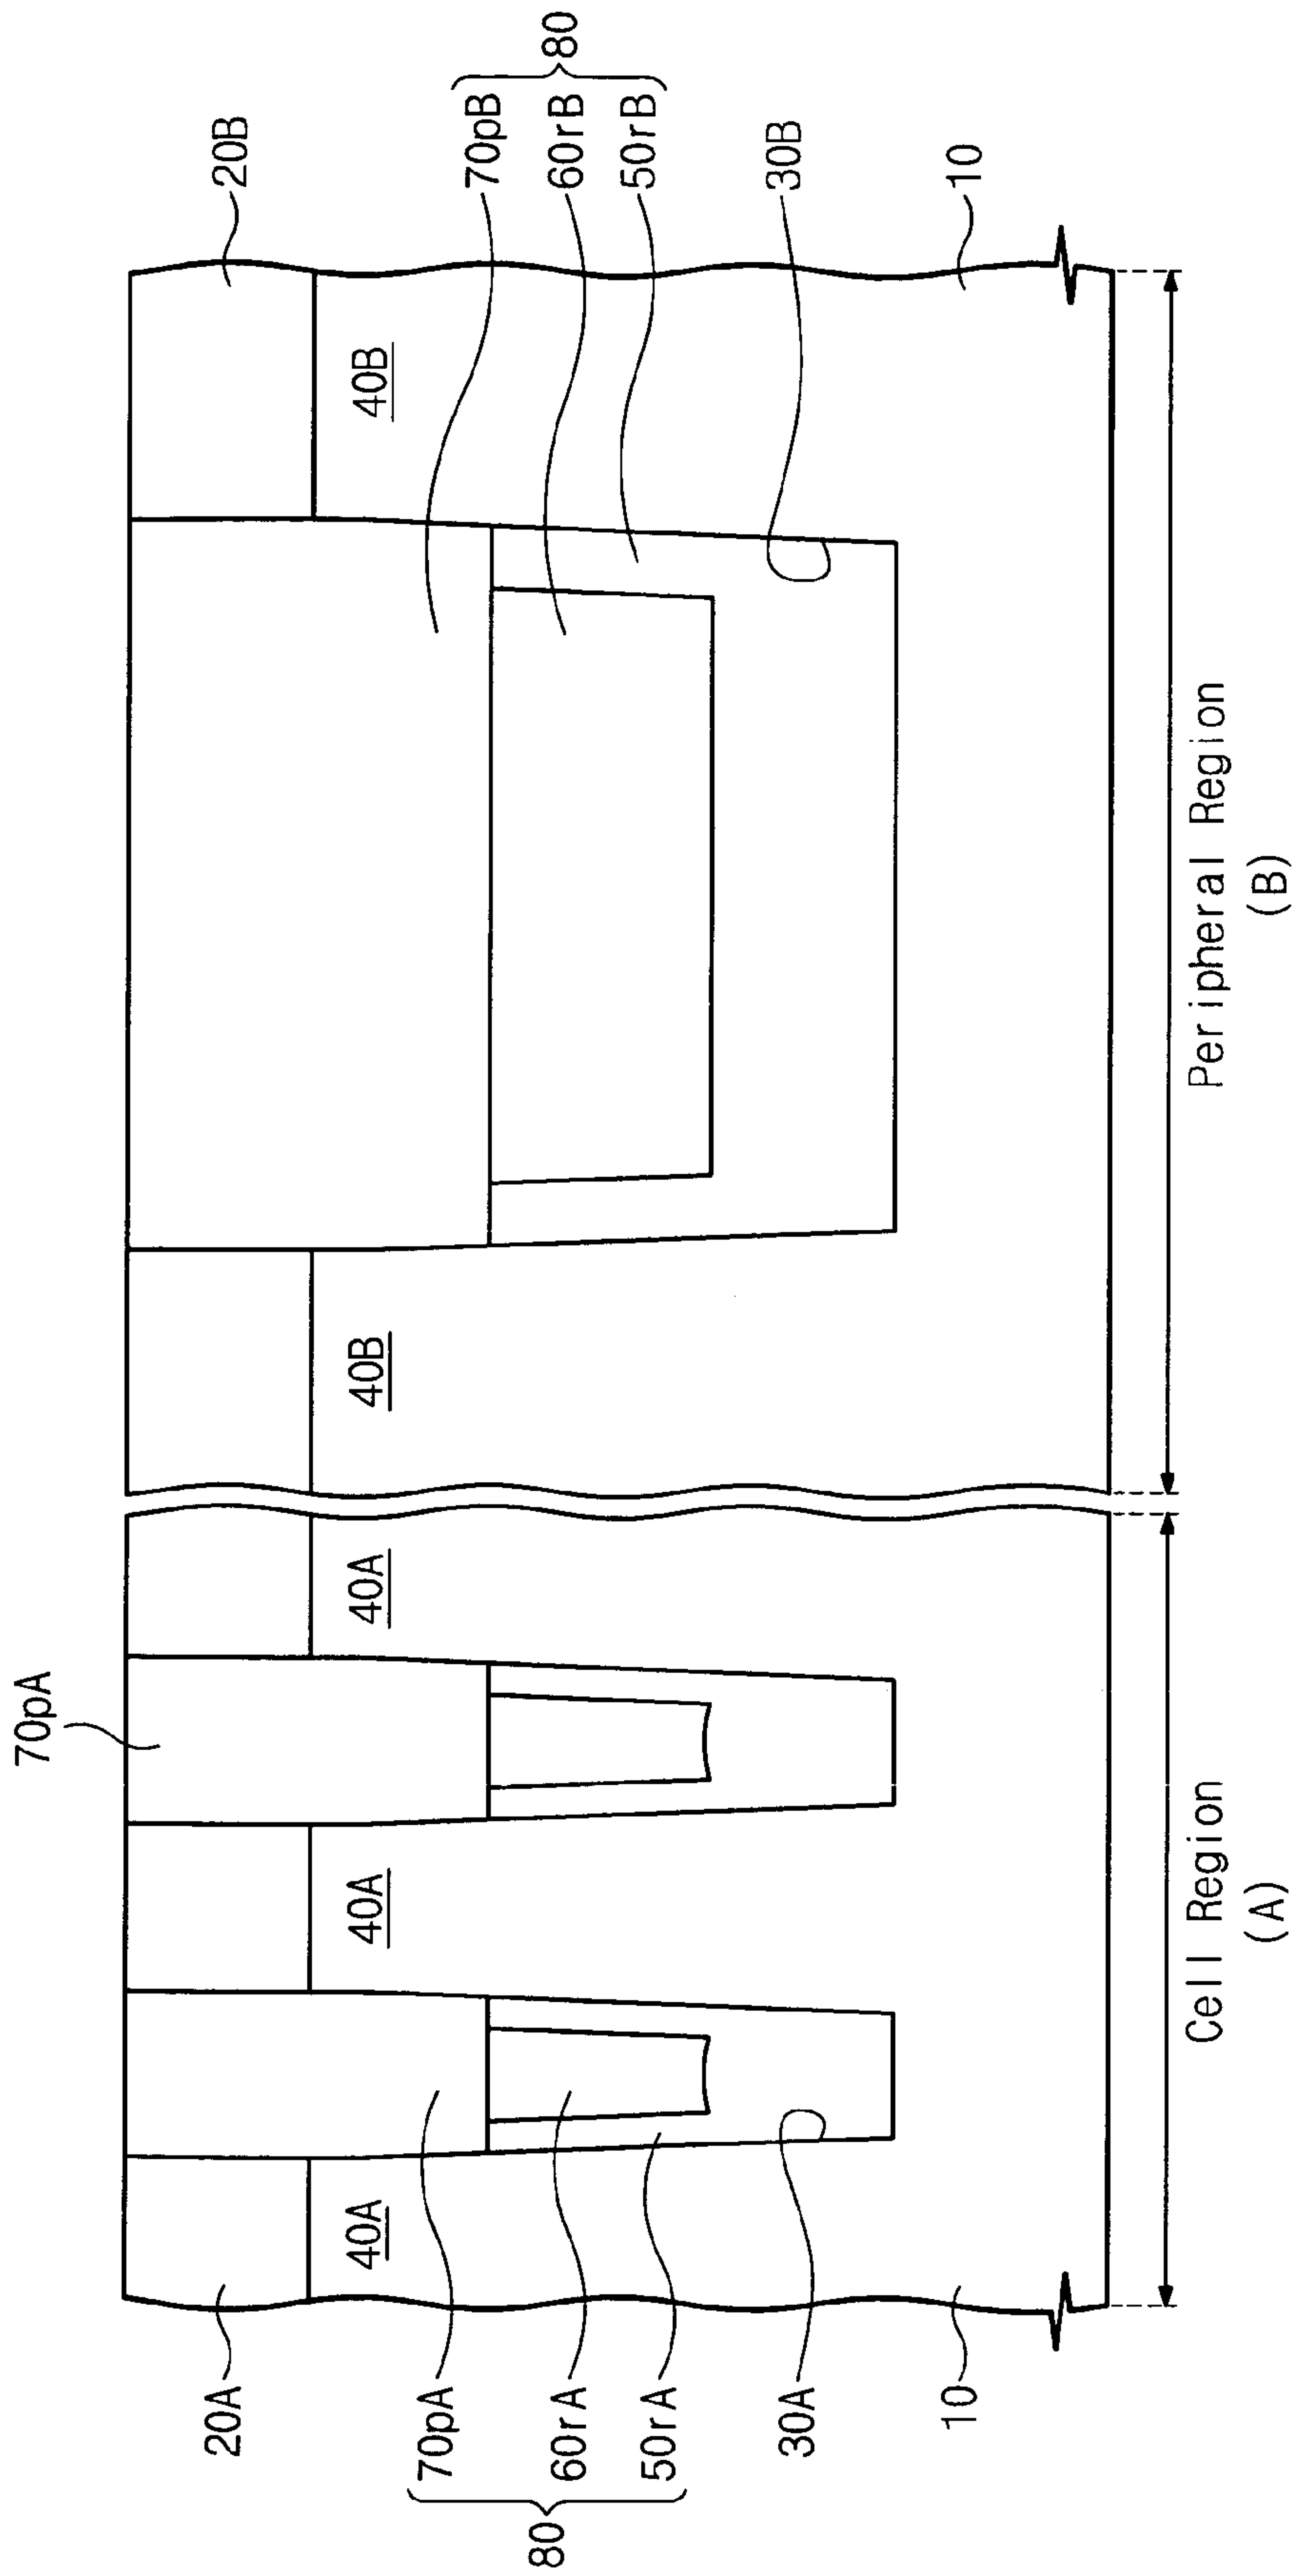 70pA
20A
20B
40A
40A
40A
40B
40B
80
70pA
60rA
50rA
30A
10
70pB
60rB
50rB
80
30B
10
Cell Region
(A)
Peripheral Region
(B)